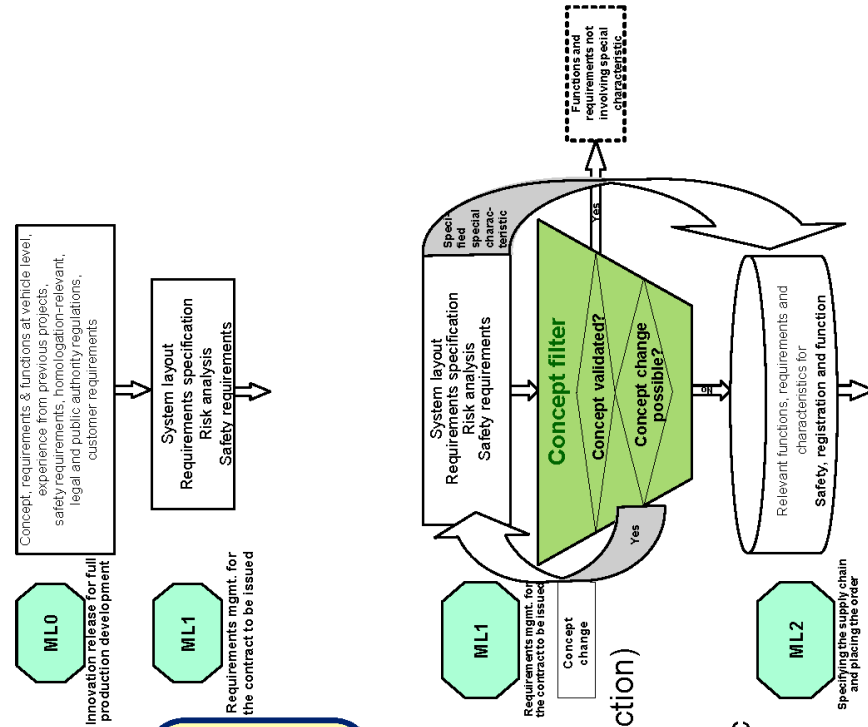 ML0
Innovation release for full
production development
Concept, requirements & functions at vehicle level,
experience from previous projects,
safety requirements, homologation-relevant,
legal and public authority regulations,
customer requirements
ML1
Requirements mgmt. for
the contract to be issued
System layout
Requirements specification
Risk analysis
Safety requirements
ML1
Requirements mgmt. for
the contract to be issued
Concept
change
System layout
Requirements specification
Risk analysis
Safety requirements
Speci-
fied
special
charac-
teristic
Concept filter
Concept validated?
Concept change
possible?
Yes
Yes
Functions and
requirements not
involving special
characteristic
ction)
ML2
Specifying the supply chain
and placing the order
Relevant functions, requirements and
characteristics for
Safety, registration and function